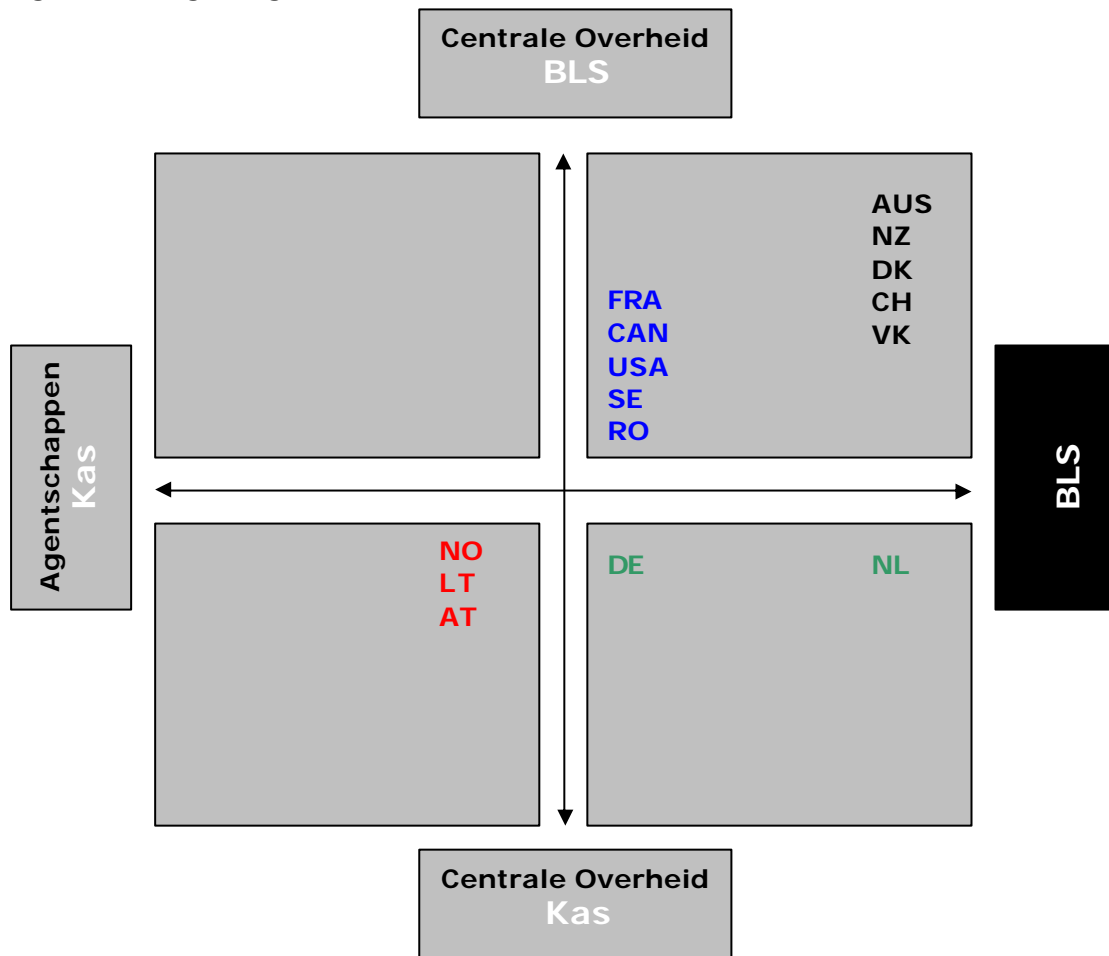 Centrale Overheid
BLS
AUS
NZ
DK
CH
VK
FRA
CAN
USA
SE
RO
Agentschappen
Kas
BLS
NO
LT
AT
DE
NL
Centrale Overheid
Kas